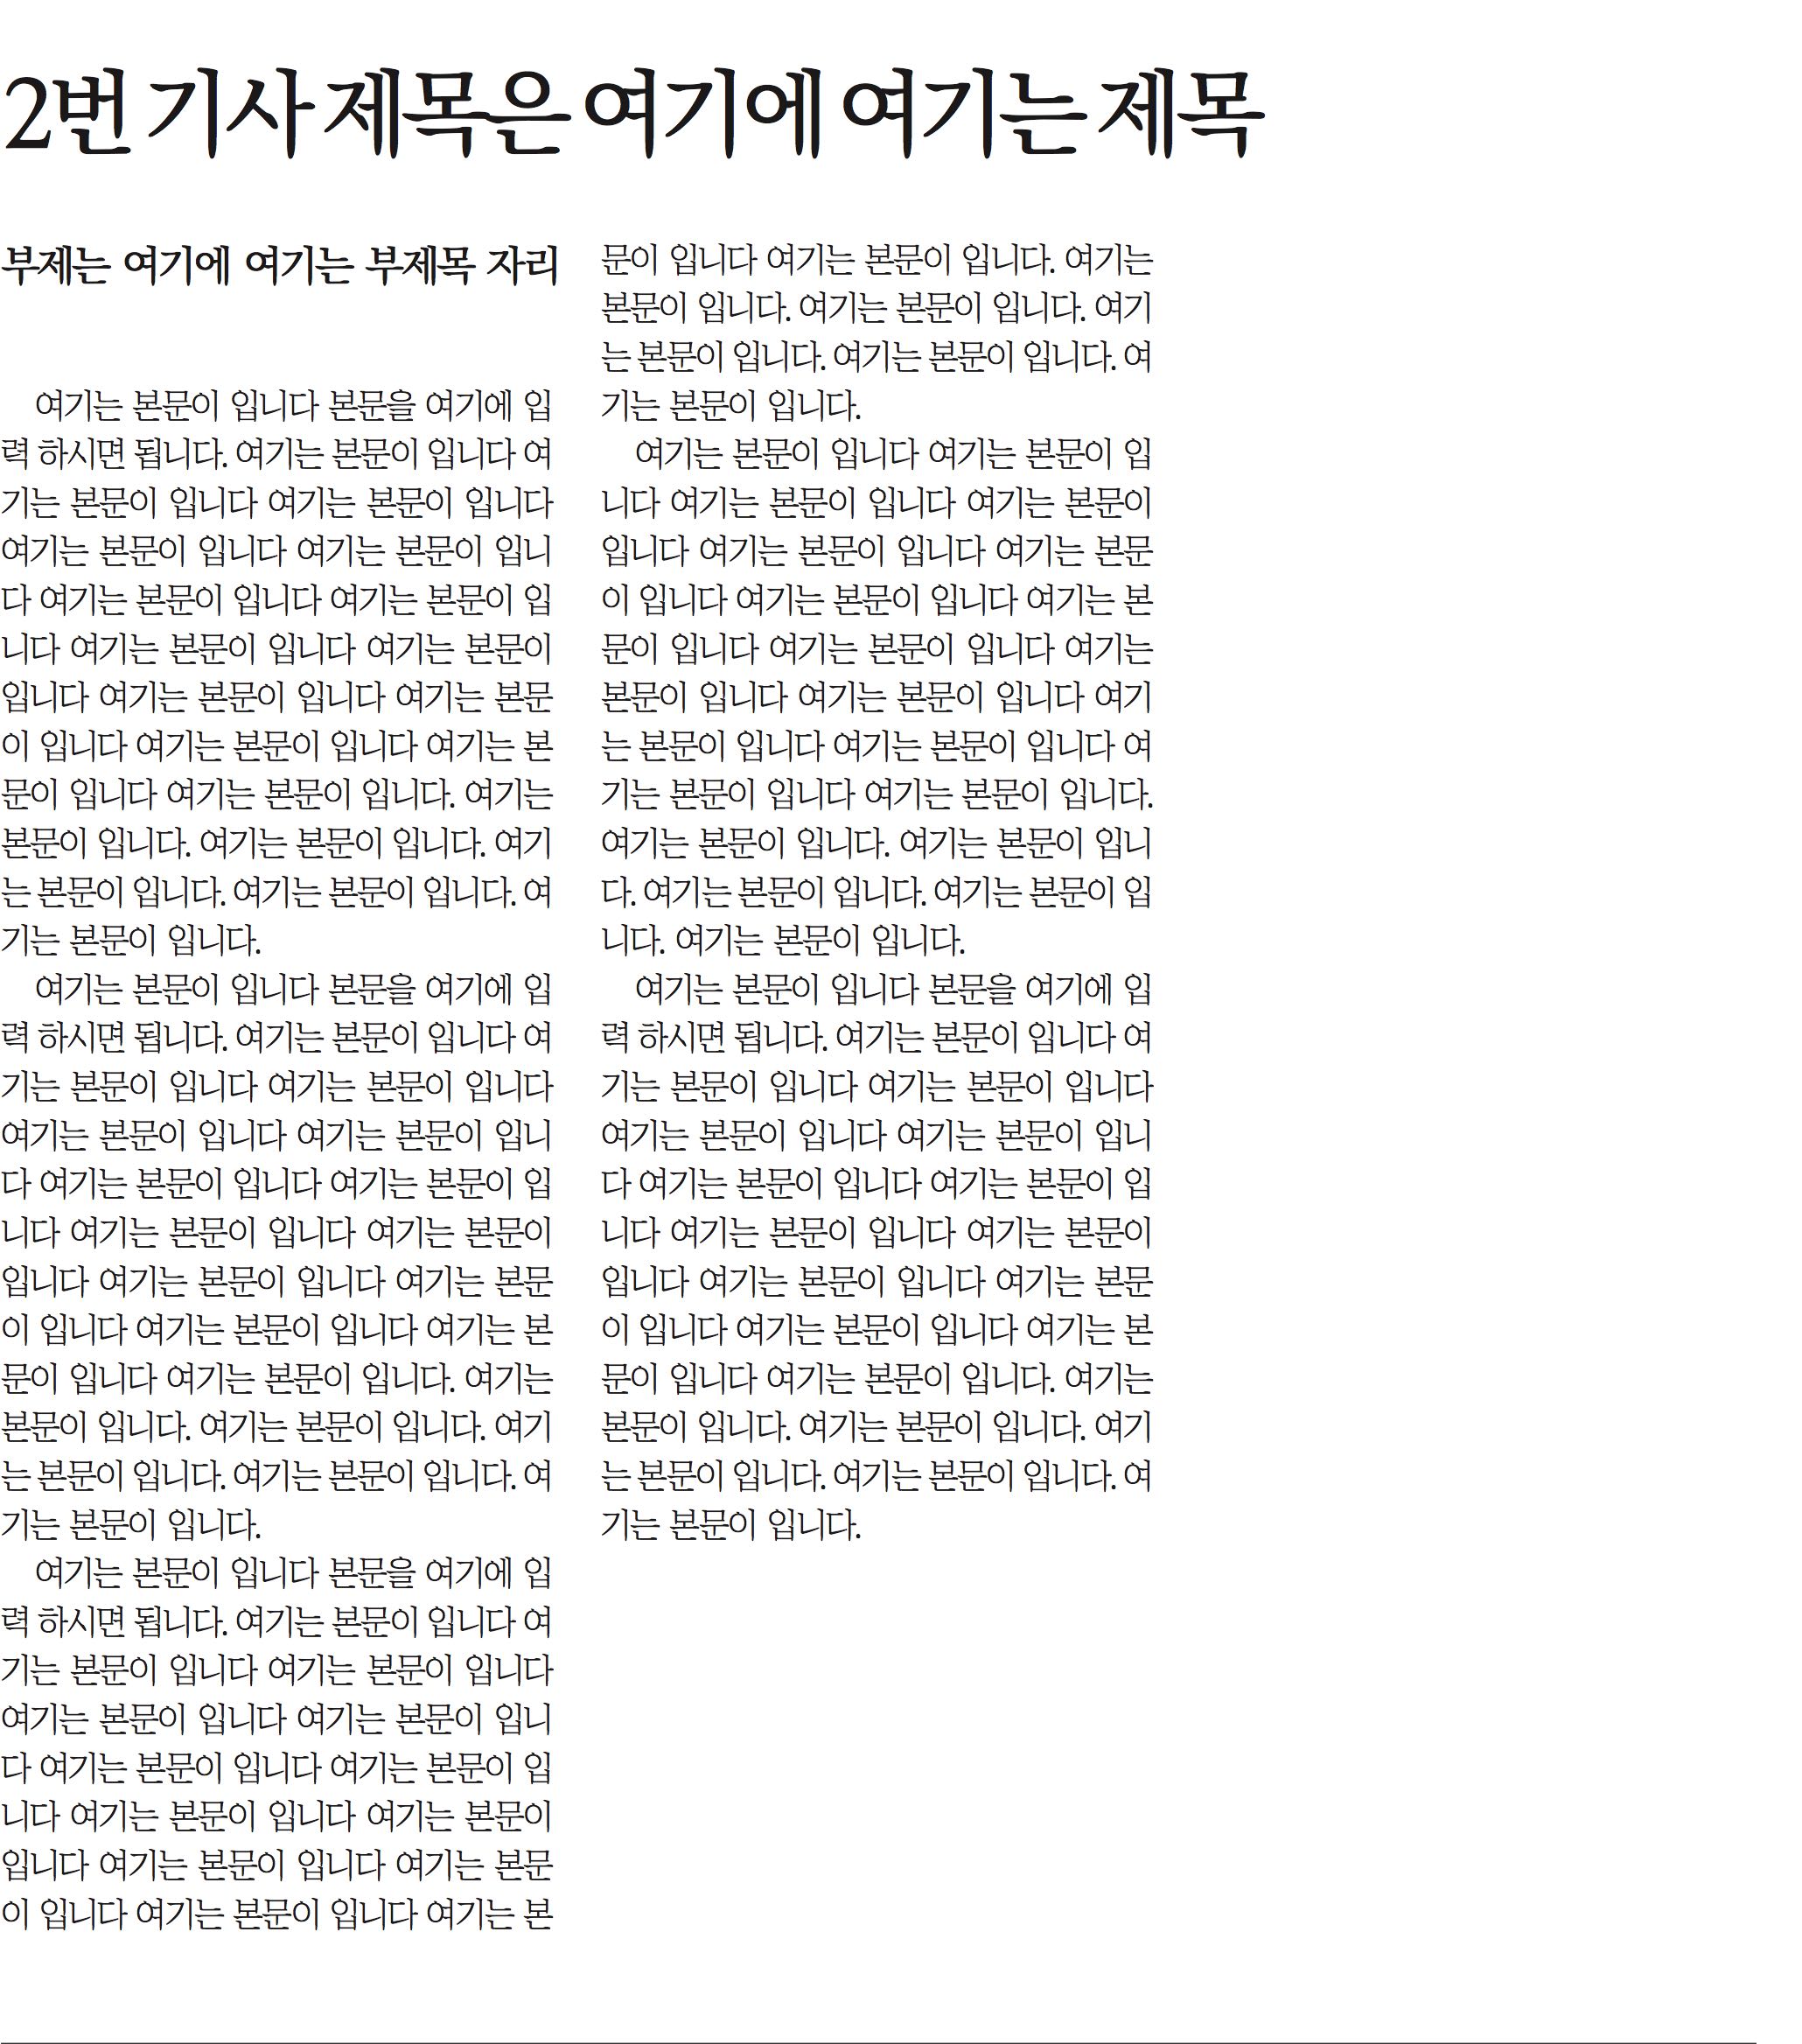 2번 기사 제목은 여기에 여기는 제목
부제는 여기에 여기는 부제목 자리
여기는 본문이 입니다 본문을 여기에 입
력 하시면 됩니다. 여기는 본문이 입니다 여
기는 본문이 입니다 여기는 본문이 입니다
여기는 본문이 입니다 여기는 본문이 입니
다 여기는 본문이 입니다 여기는 본문이 입
니다 여기는 본문이 입니다 여기는 본문이
입니다 여기는 본문이 입니다 여기는 본문
이 입니다 여기는 본문이 입니다 여기는 본
문이 입니다 여기는 본문이 입니다. 여기는
본문이 입니다. 여기는 본문이 입니다. 여기
는 본문이 입니다. 여기는 본문이 입니다. 여
기는 본문이 입니다.
여기는 본문이 입니다 본문을 여기에 입
력 하시면 됩니다. 여기는 본문이 입니다 여
기는 본문이 입니다 여기는 본문이 입니다
여기는 본문이 입니다 여기는 본문이 입니
다 여기는 본문이 입니다 여기는 본문이 입
니다 여기는 본문이 입니다 여기는 본문이
입니다 여기는 본문이 입니다 여기는 본문
이 입니다 여기는 본문이 입니다 여기는 본
문이 입니다 여기는 본문이 입니다. 여기는
본문이 입니다. 여기는 본문이 입니다. 여기
는 본문이 입니다. 여기는 본문이 입니다. 여
기는 본문이 입니다.
여기는 본문이 입니다 본문을 여기에 입
력 하시면 됩니다. 여기는 본문이 입니다 여
기는 본문이 입니다 여기는 본문이 입니다
여기는 본문이 입니다 여기는 본문이 입니
다 여기는 본문이 입니다 여기는 본문이 입
니다 여기는 본문이 입니다 여기는 본문이
입니다 여기는 본문이 입니다 여기는 본문
이 입니다 여기는 본문이 입니다 여기는 본
문이 입니다 여기는 본문이 입니다. 여기는
본문이 입니다. 여기는 본문이 입니다. 여기
는 본문이 입니다. 여기는 본문이 입니다. 여
기는 본문이 입니다.
여기는 본문이 입니다 여기는 본문이 입
니다 여기는 본문이 입니다 여기는 본문이
입니다 여기는 본문이 입니다 여기는 본문
이 입니다 여기는 본문이 입니다 여기는 본
문이 입니다 여기는 본문이 입니다 여기는
본문이 입니다 여기는 본문이 입니다 여기
는 본문이 입니다 여기는 본문이 입니다 여
기는 본문이 입니다 여기는 본문이 입니다.
여기는 본문이 입니다. 여기는 본문이 입니
다. 여기는 본문이 입니다. 여기는 본문이 입
니다. 여기는 본문이 입니다.
여기는 본문이 입니다 본문을 여기에 입
력 하시면 됩니다. 여기는 본문이 입니다 여
기는 본문이 입니다 여기는 본문이 입니다
여기는 본문이 입니다 여기는 본문이 입니
다 여기는 본문이 입니다 여기는 본문이 입
니다 여기는 본문이 입니다 여기는 본문이
입니다 여기는 본문이 입니다 여기는 본문
이 입니다 여기는 본문이 입니다 여기는 본
문이 입니다 여기는 본문이 입니다. 여기는
본문이 입니다. 여기는 본문이 입니다. 여기
는 본문이 입니다. 여기는 본문이 입니다. 여
기는 본문이 입니다.